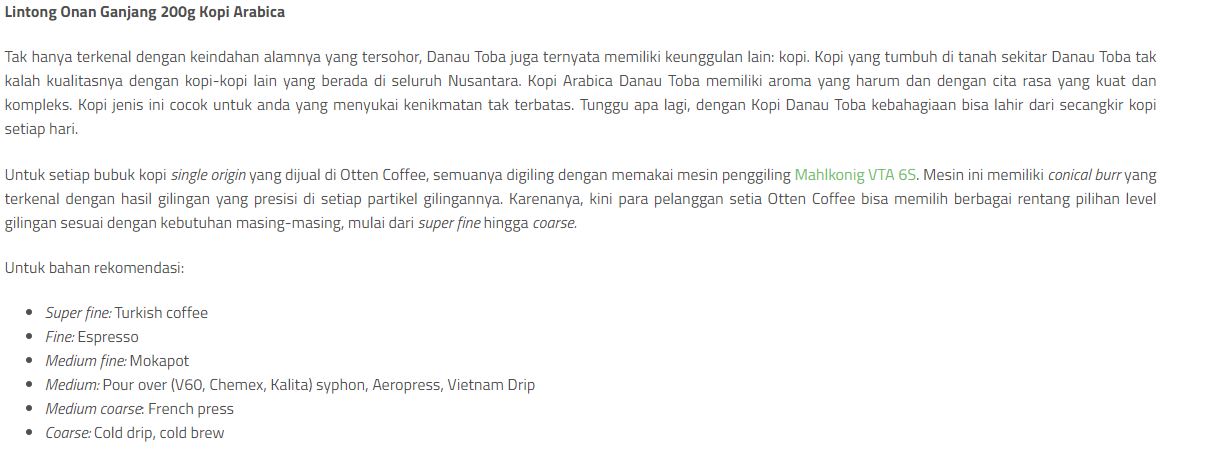 Lintong Onan Ganjang 200g Kopi Arabica
Tak hanya terkenal dengan keindahan alamnya yang tersohor, Danau Toba juga ternyata memiliki keunggulan lain: kopi. Kopi yang tumbuh di tanah sekitar Danau Toba tak
kalah kualitasnya dengan kopi-kopi lain yang berada di seluruh Nusantara. Kopi Arabica Danau Toba memiliki aroma yang harum dan dengan cita rasa yang kuat dan
kompleks. Kopi jenis ini cocok untuk anda yang menyukai kenikmatan tak terbatas. Tunggu apa lagi, dengan Kopi Danau Toba kebahagiaan bisa lahir dari secangkir kopi
setiap hari.
Untuk setiap bubuk kopi single origin yang dijual di Otten Coffee, semuanya digiling dengan memakai mesin penggiling Mahlkonig VTA 6S. Mesin ini memiliki conical burr yang
terkenal dengan hasil gilingan yang presisi di setiap partikel gilingannya. Karenanya, kini para pelanggan setia Otten Coffee bisa memilih berbagai rentang pilihan level
gilingan sesuai dengan kebutuhan masing-masing, mulai dari super fine hingga coarse.
Untuk bahan rekomendasi:
• Super fine: Turkish coffee
• Fine: Espresso
• Medium fine: Mokapot
• Medium: Pour over (V60, Chemex, Kalita) syphon, Aeropress, Vietnam Drip
• Medium coarse: French press
• Coarse: Cold drip, cold brew